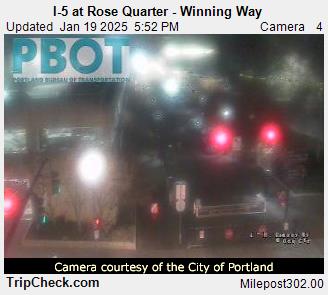 I-5 at Rose Quarter - Winning Way
Updated Jan 19 2025 5:52 PM Camera 4
PBOT
PORTLAND BUREAU OF TRANSPORTATION
Camera courtesy of the City of Portland
TripCheck.com Milepost302.00